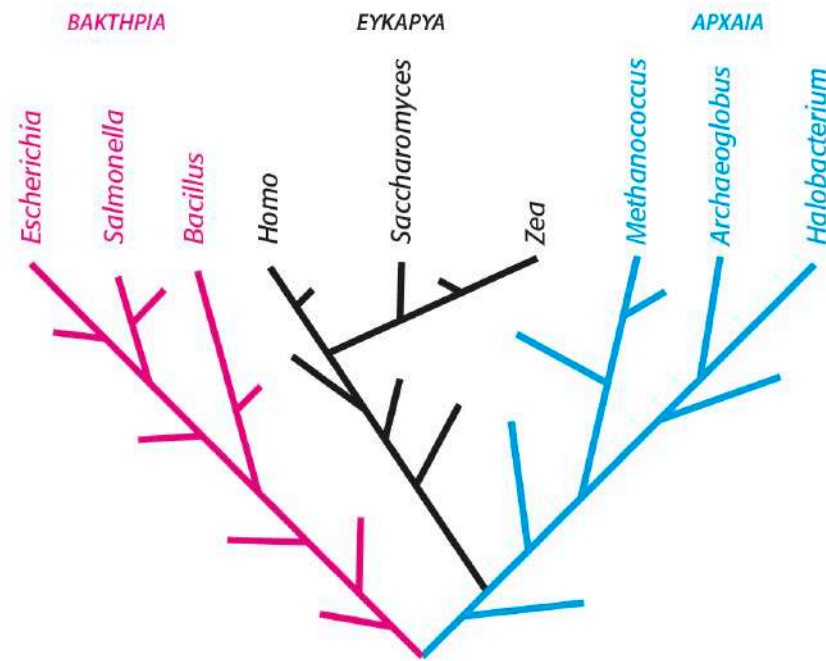 ΒΑΚΤΗΡΙΑ ΕΥΚΑΡΥΑ ΑΡΧΑΙΑ
Escherichia
Salmonella
Bacillus
Homo
Saccharomyces
Zea
Methanococcus
Archaeoglobus
Halobacterium